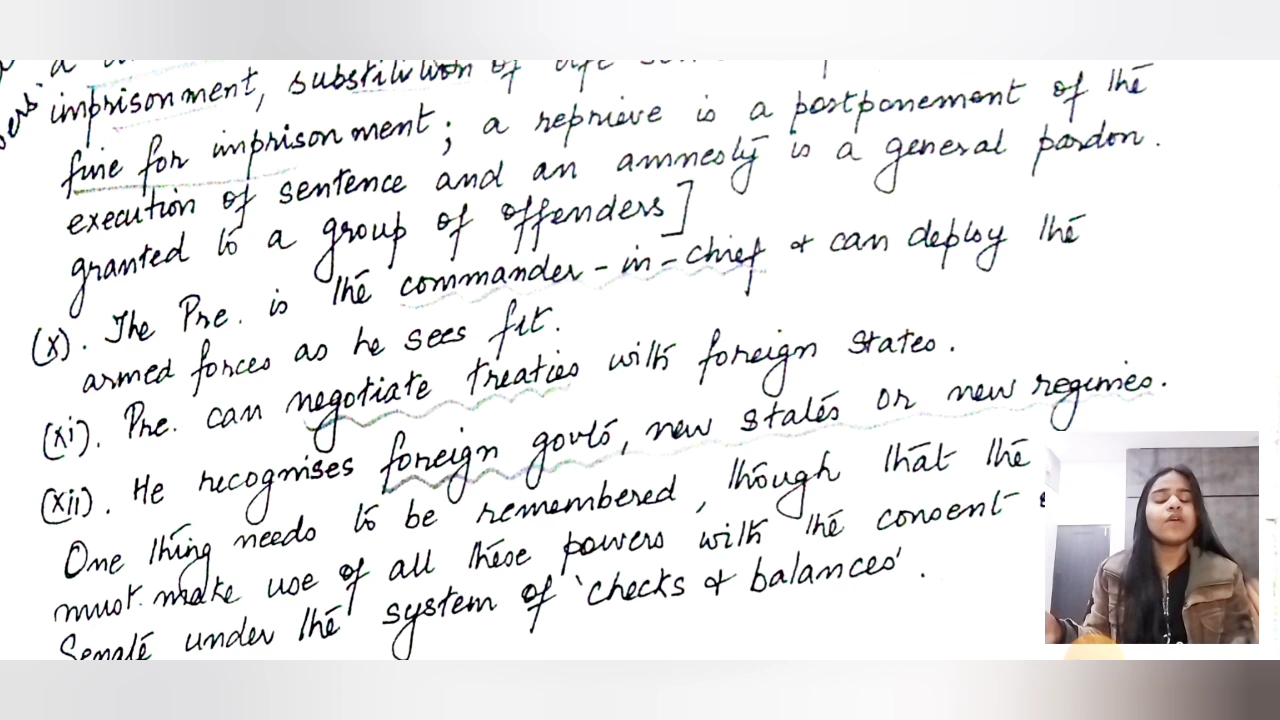 imprisonment, substitution of life
fine for imprisonment; a reprieve is a postponement of the
execution of sentence and an amnesty is a general pardon.
granted to a group of offenders]
(x). The Pre. is the commander-in-chief & can deploy the
armed forces as he sees fit.
(xi). Pre. can negotiate treaties with foreign states.
(xii). He recognises foreign govts, new states or new regimes.
One thing needs to be remembered, though that the
must make use of all these powers with the consent
Senate under the system of 'checks & balances'.